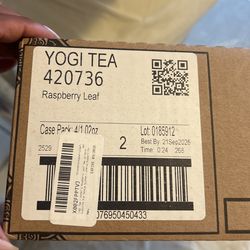 YOGI TEA
420736
Raspberry Leaf
Case Pack: 4/1.02oz
Lot: 0185912
2
Best By: 21Sep2026
Time: 0:24 266
2529